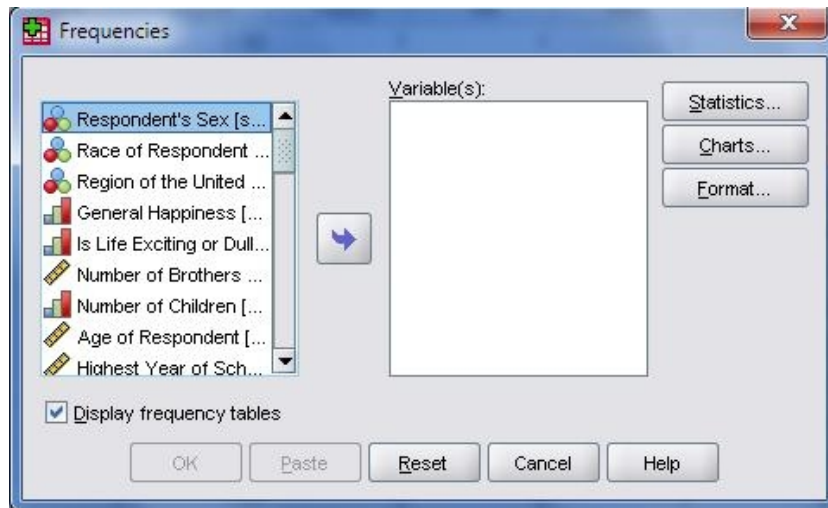 Frequencies
Variable(s):
Respondent's Sex [s...
Race of Respondent ...
Region of the United ...
General Happiness [...
Is Life Exciting or Dull...
Number of Brothers ...
Number of Children [...
Age of Respondent [...
Highest Year of Sch...
Statistics...
Charts...
Format...
Display frequency tables
OK Paste Reset Cancel Help